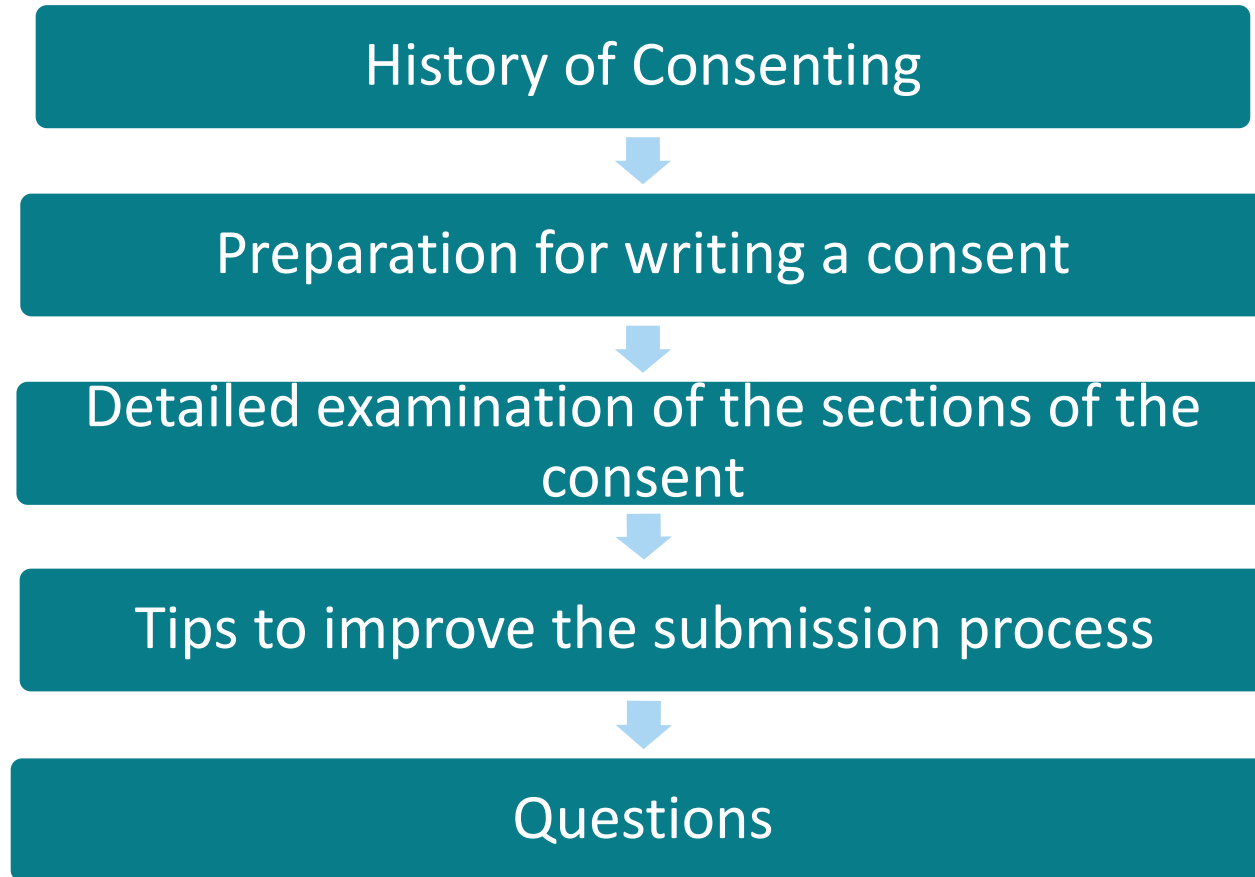 History of Consenting
Preparation for writing a consent
Detailed examination of the sections of the
consent
Tips to improve the submission process
Questions